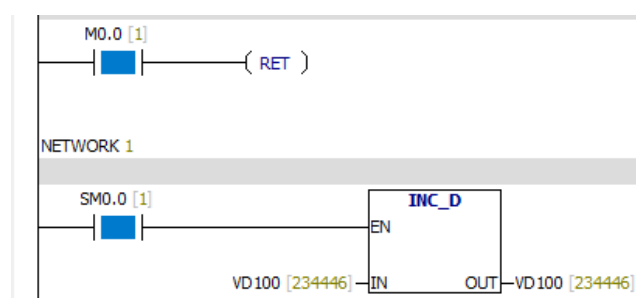 M0.0 [1]
( RET )
NETWORK 1
SM0.0 [1]
INC_D
EN
VD100 [234446] IN OUT VD100 [234446]